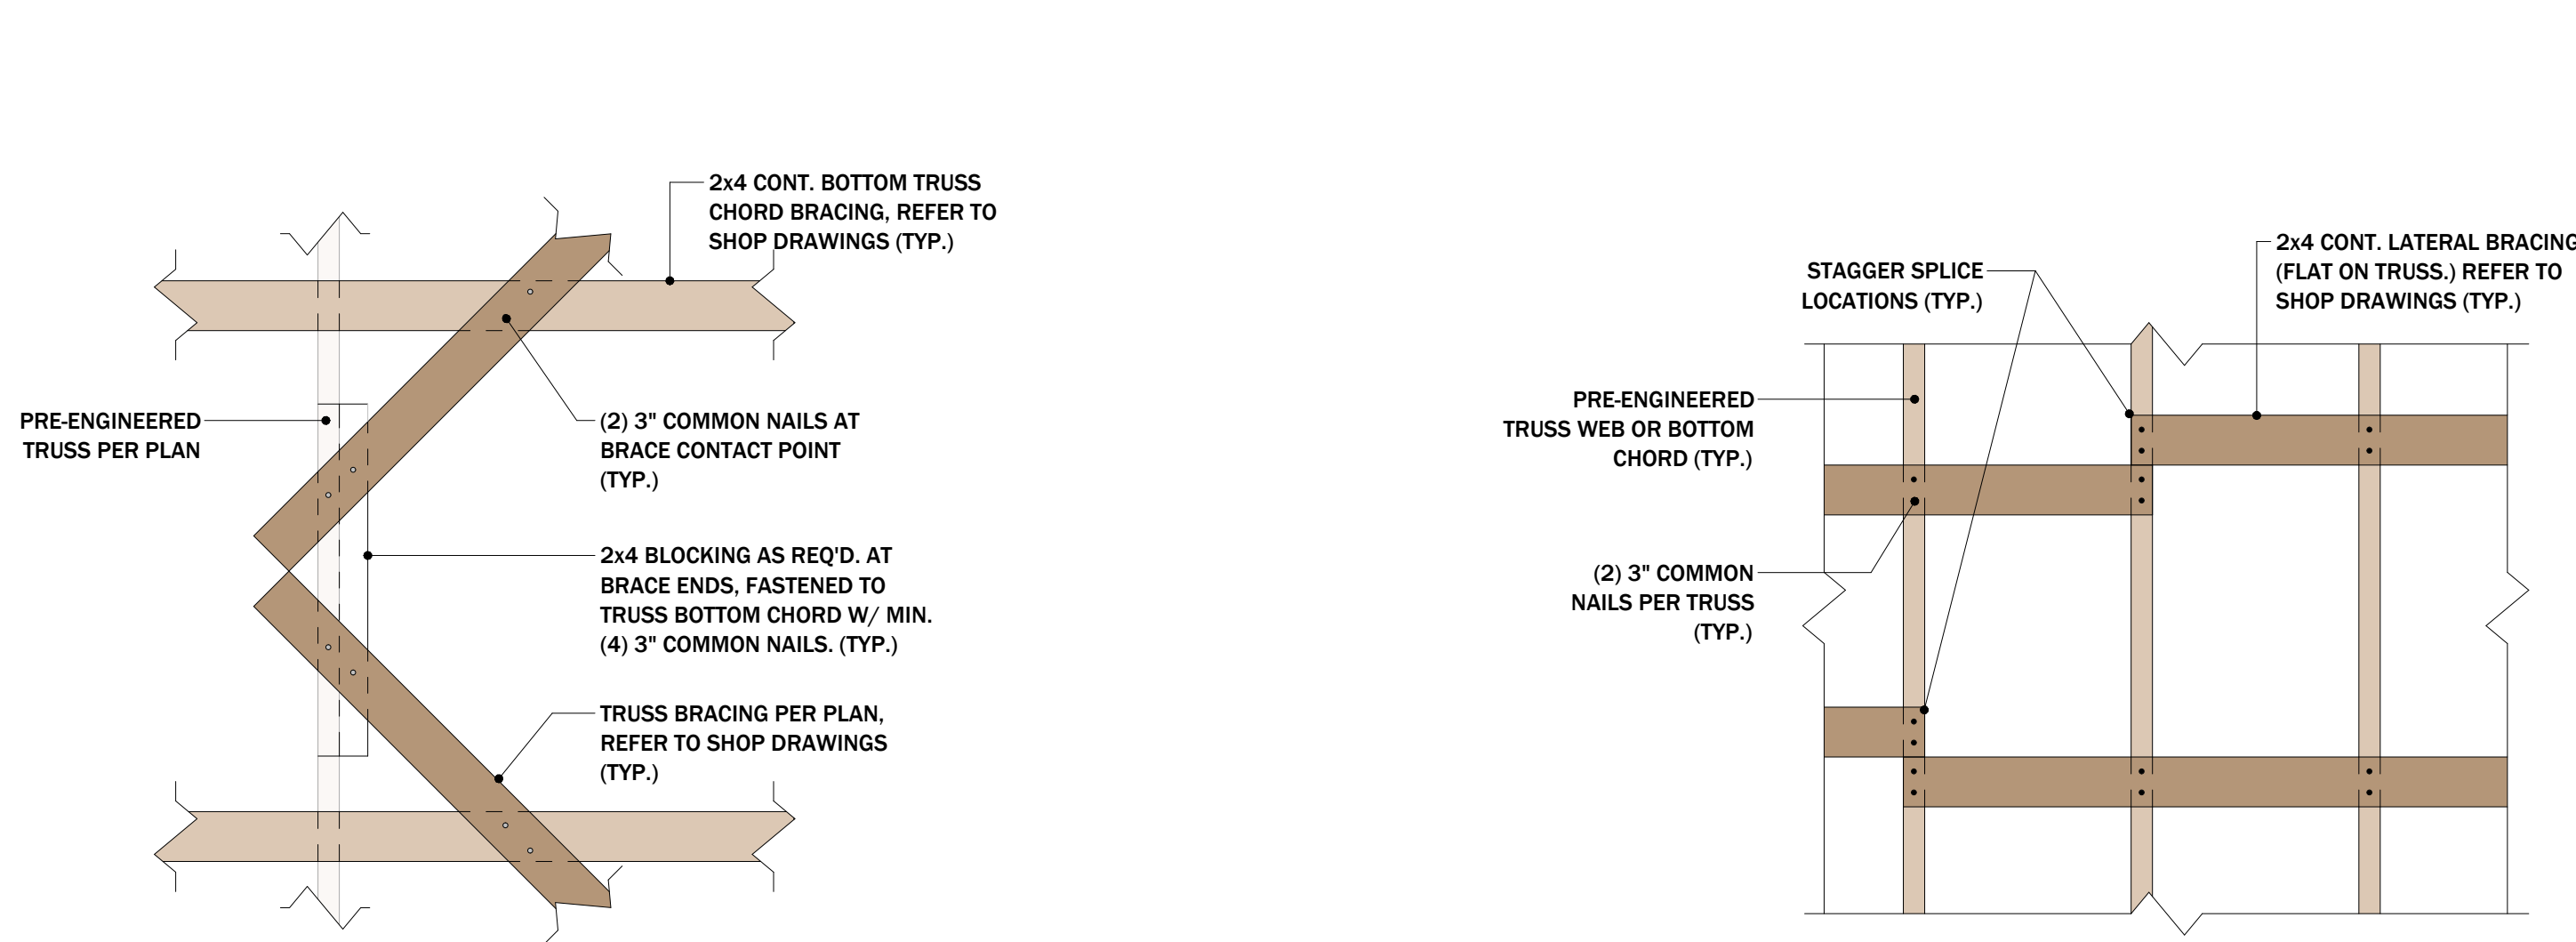 2x4 CONT. BOTTOM TRUSS
CHORD BRACING, REFER TO
SHOP DRAWINGS (TYP.)
PRE-ENGINEERED
TRUSS PER PLAN
(2) 3" COMMON NAILS AT
BRACE CONTACT POINT
(TYP.)
2x4 BLOCKING AS REQ'D. AT
BRACE ENDS, FASTENED TO
TRUSS BOTTOM CHORD W/ MIN.
(4) 3" COMMON NAILS. (TYP.)
TRUSS BRACING PER PLAN,
REFER TO SHOP DRAWINGS
(TYP.)
STAGGER SPLICE
LOCATIONS (TYP.)
2x4 CONT. LATERAL BRACING
(FLAT ON TRUSS.) REFER TO
SHOP DRAWINGS (TYP.)
PRE-ENGINEERED
TRUSS WEB OR BOTTOM
CHORD (TYP.)
(2) 3" COMMON
NAILS PER TRUSS
(TYP.)